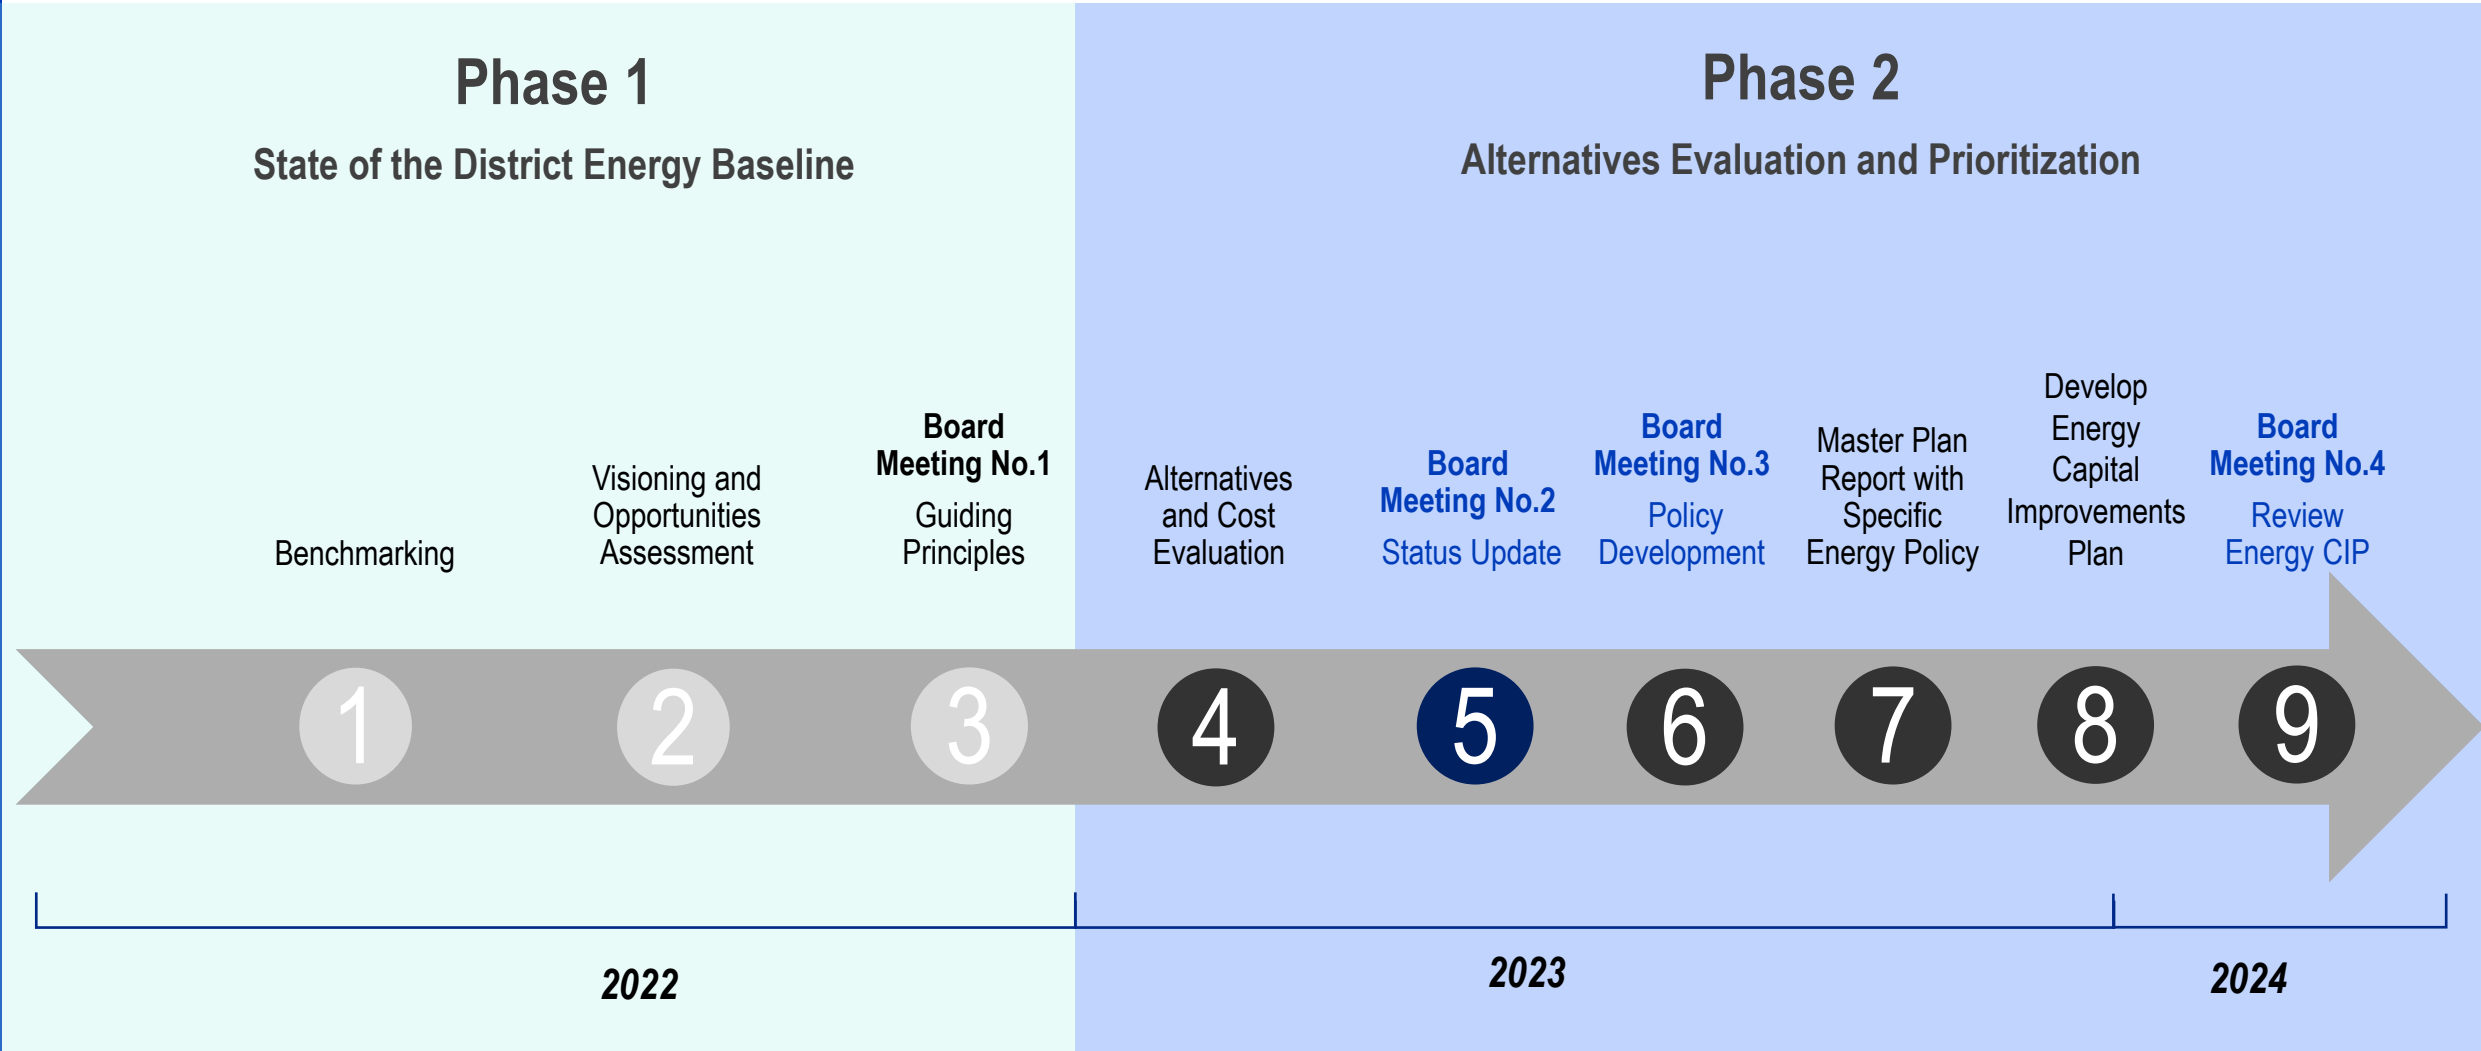 Phase 1
State of the District Energy Baseline
Phase 2
Alternatives Evaluation and Prioritization
Benchmarking
Visioning and
Opportunities
Assessment
Board
Meeting No.1
Guiding
Principles
Alternatives
and Cost
Evaluation
Board
Meeting No.2
Status Update
Board
Meeting No.3
Policy
Development
Master Plan
Report with
Specific
Energy Policy
Develop
Energy
Capital
Improvements
Plan
Board
Meeting No.4
Review
Energy CIP
1
2
3
4
5
6
7
8
9
2022
2023
2024